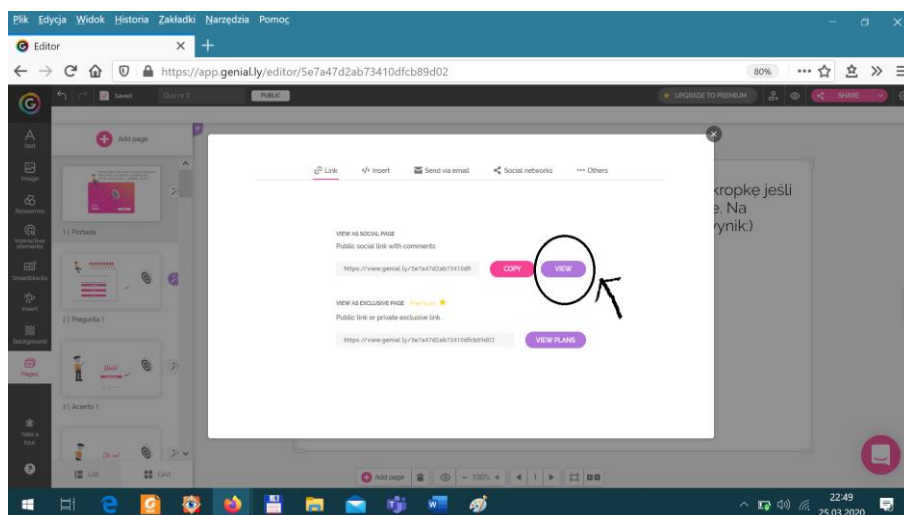 Plik Edycja Widok Historia Zakładki Narzędzia Pomoc
Editor
https://app.genial.ly/editor/5e7a47d2ab73410dfcb89d02
80%
Saved
Quiz nr 2
PUBLIC
UPGRADE TO PREMIUM
SHARE
Text
Image
Resources
Interactive elements
Smartblocks
Insert
Background
Pages
Take a tour
Add page
1 | Portada
2 | Pregunta 1
3 | Acierto 1
List
Grid
Link
Insert
Send via email
Social networks
Others
VIEW AS SOCIAL PAGE
Public social link with comments
https://view.genial.ly/5e7a47d2ab73410dfc
COPY
VIEW
VIEW AS EXCLUSIVE PAGE Premium
Public link or private exclusive link.
https://view.genial.ly/5e7a47d2ab73410dfcb89d02
VIEW PLANS
kropkę jeśli
e. Na
wynik:)
Add page
100%
1
22:49
25.03.2020